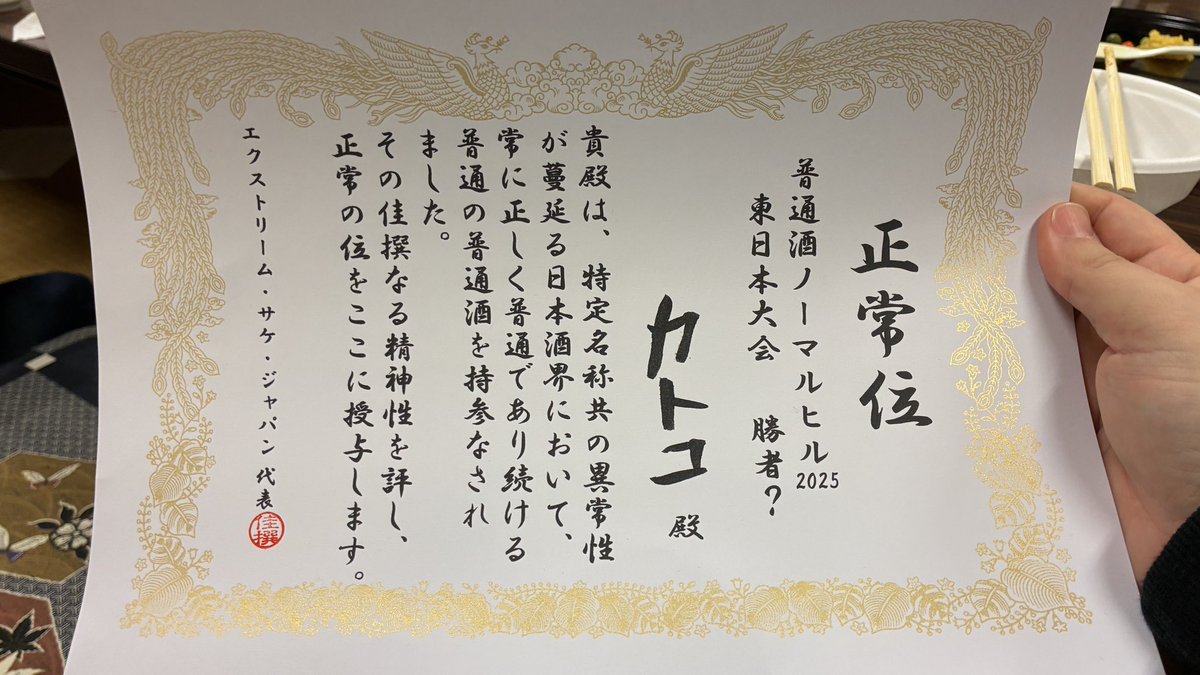 正常位
普通酒ノーマルヒル2025
東日本大会 勝者？
カトコ 殿
貴殿は、特定名称共の異常性
が蔓延る日本酒界において、
常に正しく普通であり続ける
普通の普通酒を持参なされ
ました。
その佳撰なる精神性を評し、
正常の位をここに授与します。
エクストリーム・サケ・ジャパン 代表
佳撰